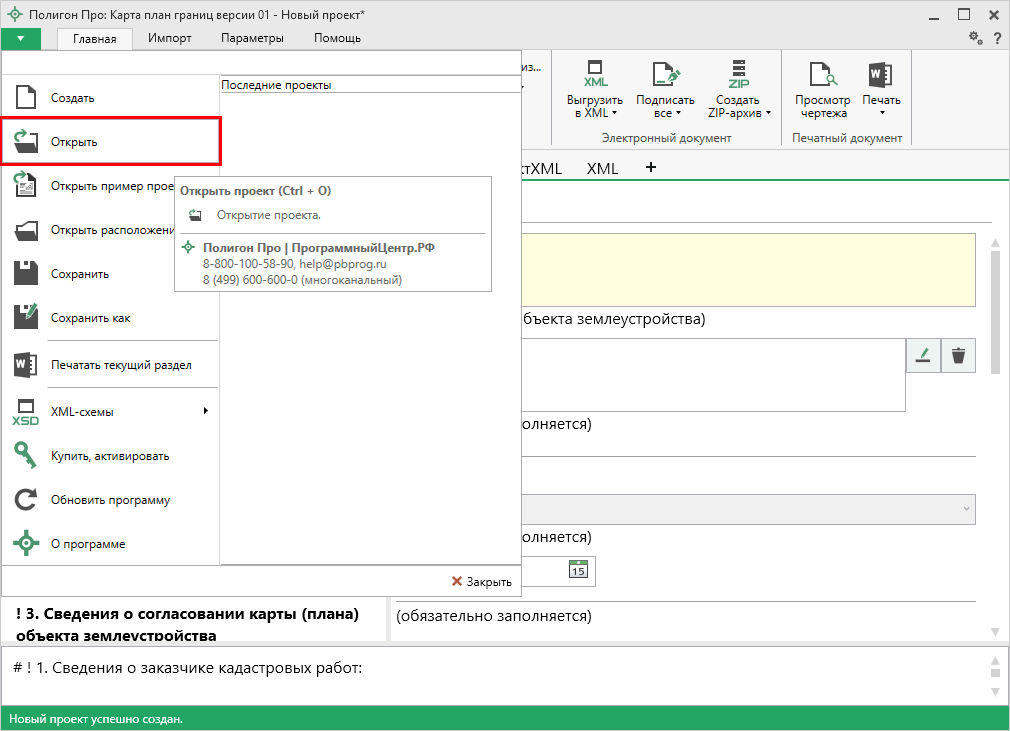 Полигон Про: Карта план границ версии 01 - Новый проект*
Главная
Импорт
Параметры
Помощь
?
Последние проекты
Создать
Открыть
Открыть пример прое
Открыть расположени
Сохранить
Сохранить как
Печатать текущий раздел
XSD
XML-схемы
Купить, активировать
Обновить программу
О программе
Закрыть
Открыть проект (Ctrl + O)
Открытие проекта.
Полигон Про | ПрограммныйЦентр.РФ
8-800-100-58-90, help@pbprog.ru
8 (499) 600-600-0 (многоканальный)
из...
XML
Выгрузить
в XML
Подписать
все
ZIP
Создать
ZIP-архив
Электронный документ
Просмотр
чертежа
W
Печать
Печатный документ
тXML
XML
+
бъекта землеустройства)
олняется)
олняется)
15
! 3. Сведения о согласовании карты (плана)
объекта землеустройства
(обязательно заполняется)
# ! 1. Сведения о заказчике кадастровых работ:
Новый проект успешно создан.